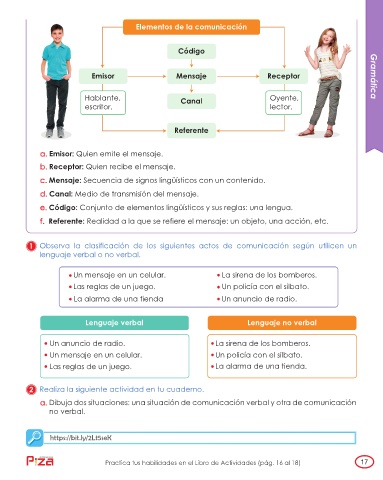 Elementos de la comunicación
Código
Emisor Mensaje Receptor
Hablante, escritor.
Canal
Oyente, lector.
Referente
Gramática
a. Emisor: Quien emite el mensaje.
b. Receptor: Quien recibe el mensaje.
c. Mensaje: Secuencia de signos lingüísticos con un contenido.
d. Canal: Medio de transmisión del mensaje.
e. Código: Conjunto de elementos lingüísticos y sus reglas: una lengua.
f. Referente: Realidad a la que se refiere el mensaje: un objeto, una acción, etc.
1 Observa la clasificación de los siguientes actos de comunicación según utilicen un
lenguaje verbal o no verbal.
• Un mensaje en un celular.
• Las reglas de un juego.
• La alarma de una tienda
• La sirena de los bomberos.
• Un policía con el silbato.
• Un anuncio de radio.
Lenguaje verbal
• Un anuncio de radio.
• Un mensaje en un celular.
• Las reglas de un juego.
Lenguaje no verbal
• La sirena de los bomberos.
• Un policía con el silbato.
• La alarma de una tienda.
2 Realiza la siguiente actividad en tu cuaderno.
a. Dibuja dos situaciones: una situación de comunicación verbal y otra de comunicación
no verbal.
Practica tus habilidades en el Libro de Actividades (pág. 16 al 18)
17